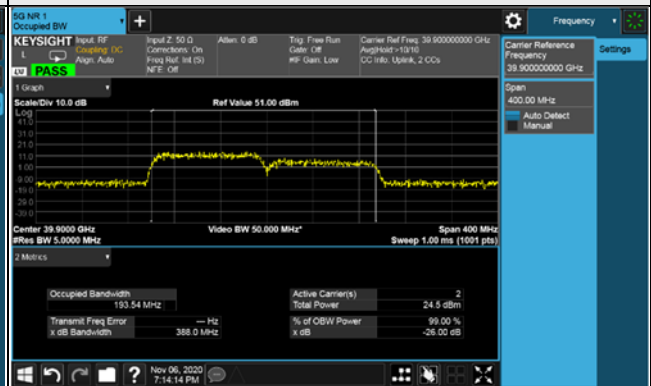 5G NR 1
Occupied BW
Frequency
KEYSIGHT
L
LU
PASS
Input: RF
Coupling: DC
Align: Auto
Input Z: 50 Ω
Corrections: On
Freq Ref: Int (S)
NFE: Off
Atten: 0 dB
Trig: Free Run
Gate: Off
#IF Gain: Low
Carrier Ref Freq: 39.900000000 GHz
Avg|Hold:>10/10
CC Info: Uplink, 2 CCs
Carrier Reference
Frequency
39.900000000 GHz
Settings
Span
400.00 MHz
Auto Detect
Manual
1 Graph
Scale/Div 10.0 dB
Ref Value 51.00 dBm
Log
41.0
31.0
21.0
11.0
1.00
-9.00
-19.0
-29.0
-39.0
Center 39.9000 GHz
#Res BW 5.0000 MHz
Video BW 50.000 MHz*
Span 400 MHz
Sweep 1.00 ms (1001 pts)
2 Metrics
Occupied Bandwidth
193.54 MHz
Active Carrier(s) 2
Total Power 24.5 dBm
Transmit Freq Error --- Hz
x dB Bandwidth 388.0 MHz
% of OBW Power 99.00 %
x dB -26.00 dB
?
Nov 06, 2020
7:14:14 PM